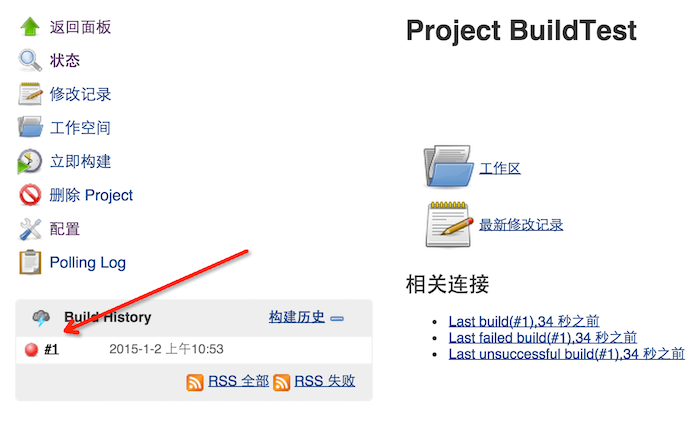 返回面板
状态
修改记录
工作空间
立即构建
删除 Project
配置
Polling Log
Build History 构建历史
#1 2015-1-2 上午10:53
RSS 全部 RSS 失败
Project BuildTest
工作区
最新修改记录
相关连接
Last build(#1),34 秒之前
Last failed build(#1),34 秒之前
Last unsuccessful build(#1),34 秒之前